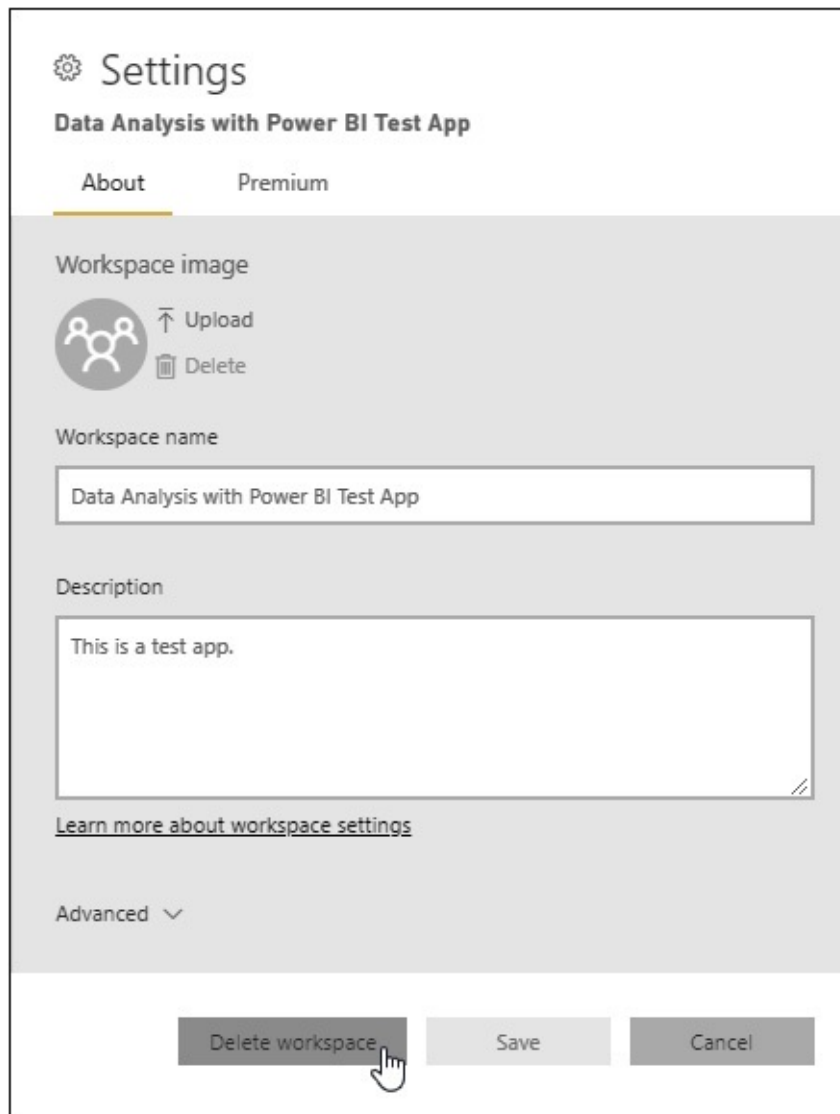 Settings
Data Analysis with Power BI Test App
About Premium
Workspace image
Upload
Delete
Workspace name
Data Analysis with Power BI Test App
Description
This is a test app.
Learn more about workspace settings
Advanced
Delete workspace Save Cancel